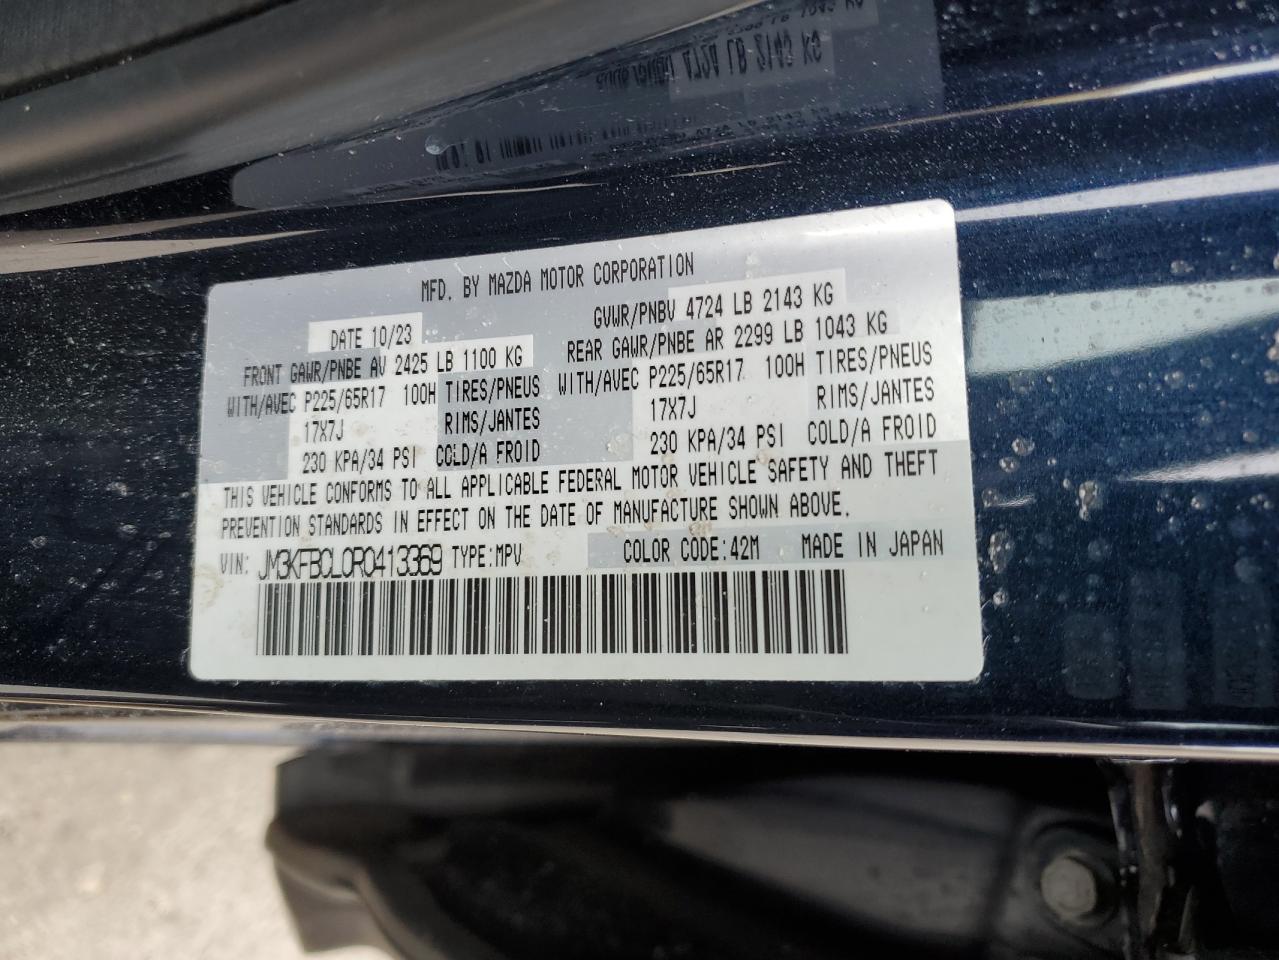 MFD. BY MAZDA MOTOR CORPORATION
DATE 10/23 GVWR/PNBV 4724 LB 2143 KG
FRONT GAWR/PNBE AV 2425 LB 1100 KG REAR GAWR/PNBE AR 2299 LB 1043 KG
WITH/AVEC P225/65R17 100H TIRES/PNEUS WITH/AVEC P225/65R17 100H TIRES/PNEUS
17X7J RIMS/JANTES 17X7J RIMS/JANTES
230 KPA/34 PSI COLD/A FROID 230 KPA/34 PSI COLD/A FROID
THIS VEHICLE CONFORMS TO ALL APPLICABLE FEDERAL MOTOR VEHICLE SAFETY AND THEFT
PREVENTION STANDARDS IN EFFECT ON THE DATE OF MANUFACTURE SHOWN ABOVE.
VIN: JM3KFBCL0R0413369 TYPE:MPV COLOR CODE:42M MADE IN JAPAN